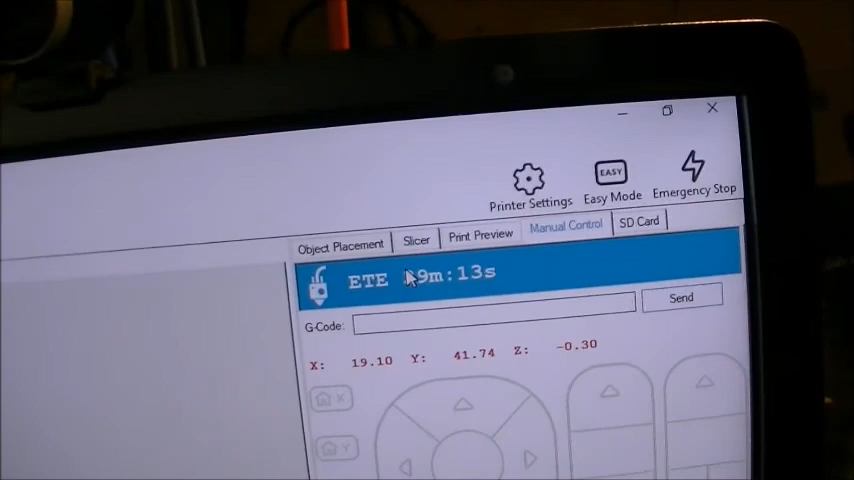 Printer Settings
EASY
Easy Mode
Emergency Stop
Object Placement
Slicer
Print Preview
Manual Control
SD Card
ETE 9m:13s
G-Code:
Send
X: 19.10 Y: 41.74 Z: -0.30
X
Y